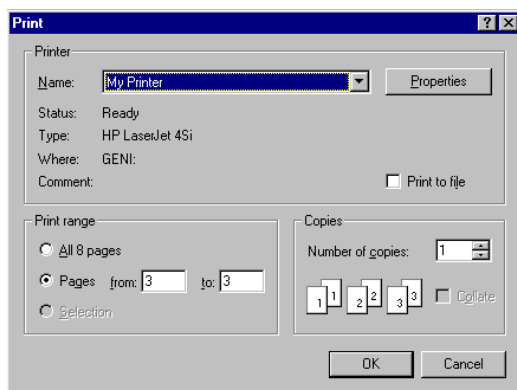 Print
Printer
Name: My Printer Properties
Status: Ready
Type: HP LaserJet 4Si
Where: GENI:
Comment: Print to file
Print range
All 8 pages
Pages from: 3 to: 3
Selection
Copies
Number of copies: 1
1 1 2 2 3 3 Collate
OK Cancel